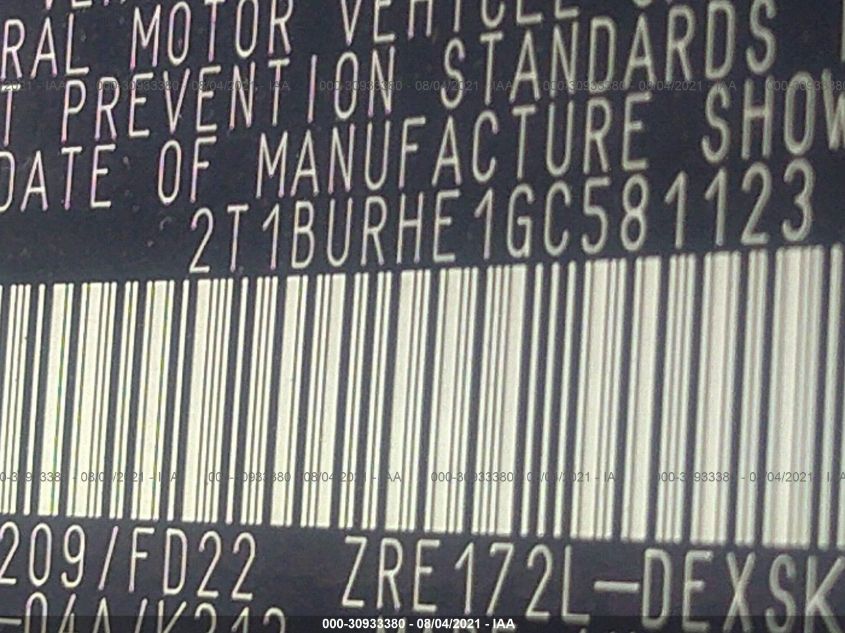 RAL MOTOR VEHICLE
T PREVENTION STANDARDS
DATE OF MANUFACTURE SHOW
2T1BURHE1GC581123
209/FD22 ZRE172L-DEXSK
000-30933380 - 08/04/2021 - IAA